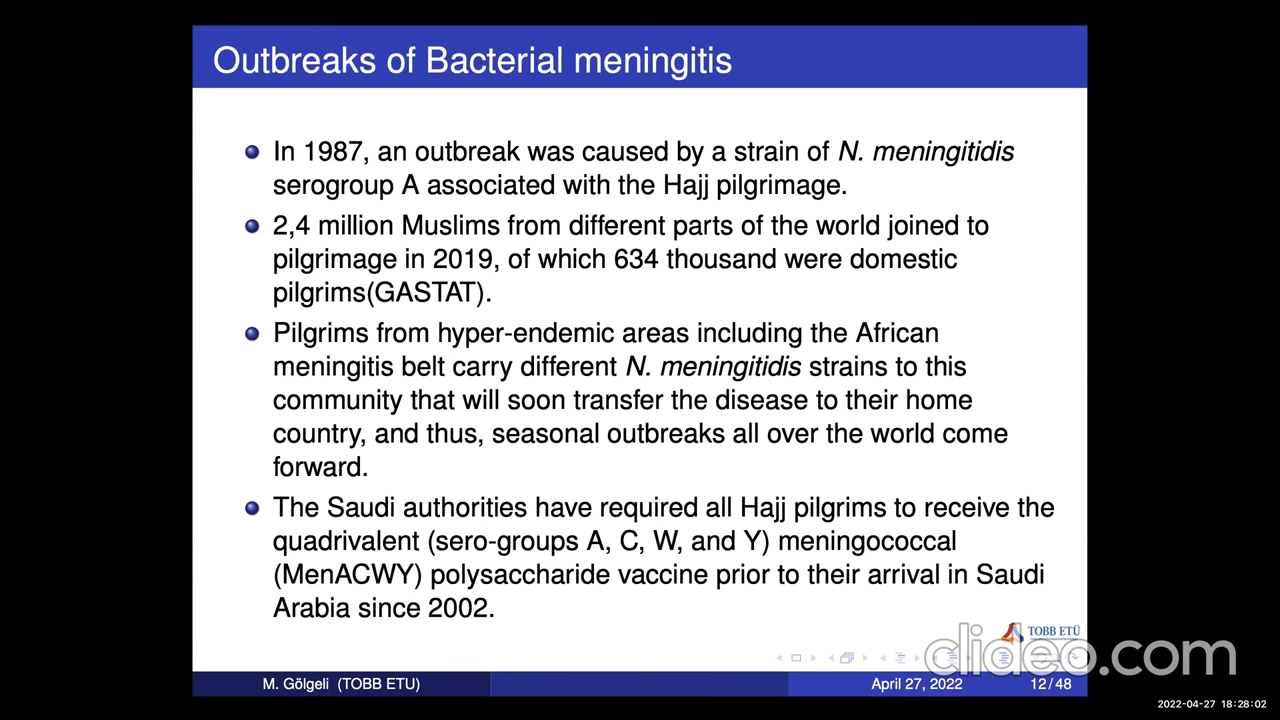 Outbreaks of Bacterial meningitis
In 1987, an outbreak was caused by a strain of N. meningitidis
serogroup A associated with the Hajj pilgrimage.
2,4 million Muslims from different parts of the world joined to
pilgrimage in 2019, of which 634 thousand were domestic
pilgrims(GASTAT).
Pilgrims from hyper-endemic areas including the African
meningitis belt carry different N. meningitidis strains to this
community that will soon transfer the disease to their home
country, and thus, seasonal outbreaks all over the world come
forward.
The Saudi authorities have required all Hajj pilgrims to receive the
quadrivalent (sero-groups A, C, W, and Y) meningococcal
(MenACWY) polysaccharide vaccine prior to their arrival in Saudi
Arabia since 2002.
TOBB ETÜ
clideo.com
M. Gölgeli (TOBB ETU) April 27, 2022 12/48
2022-04-27 18:28:02